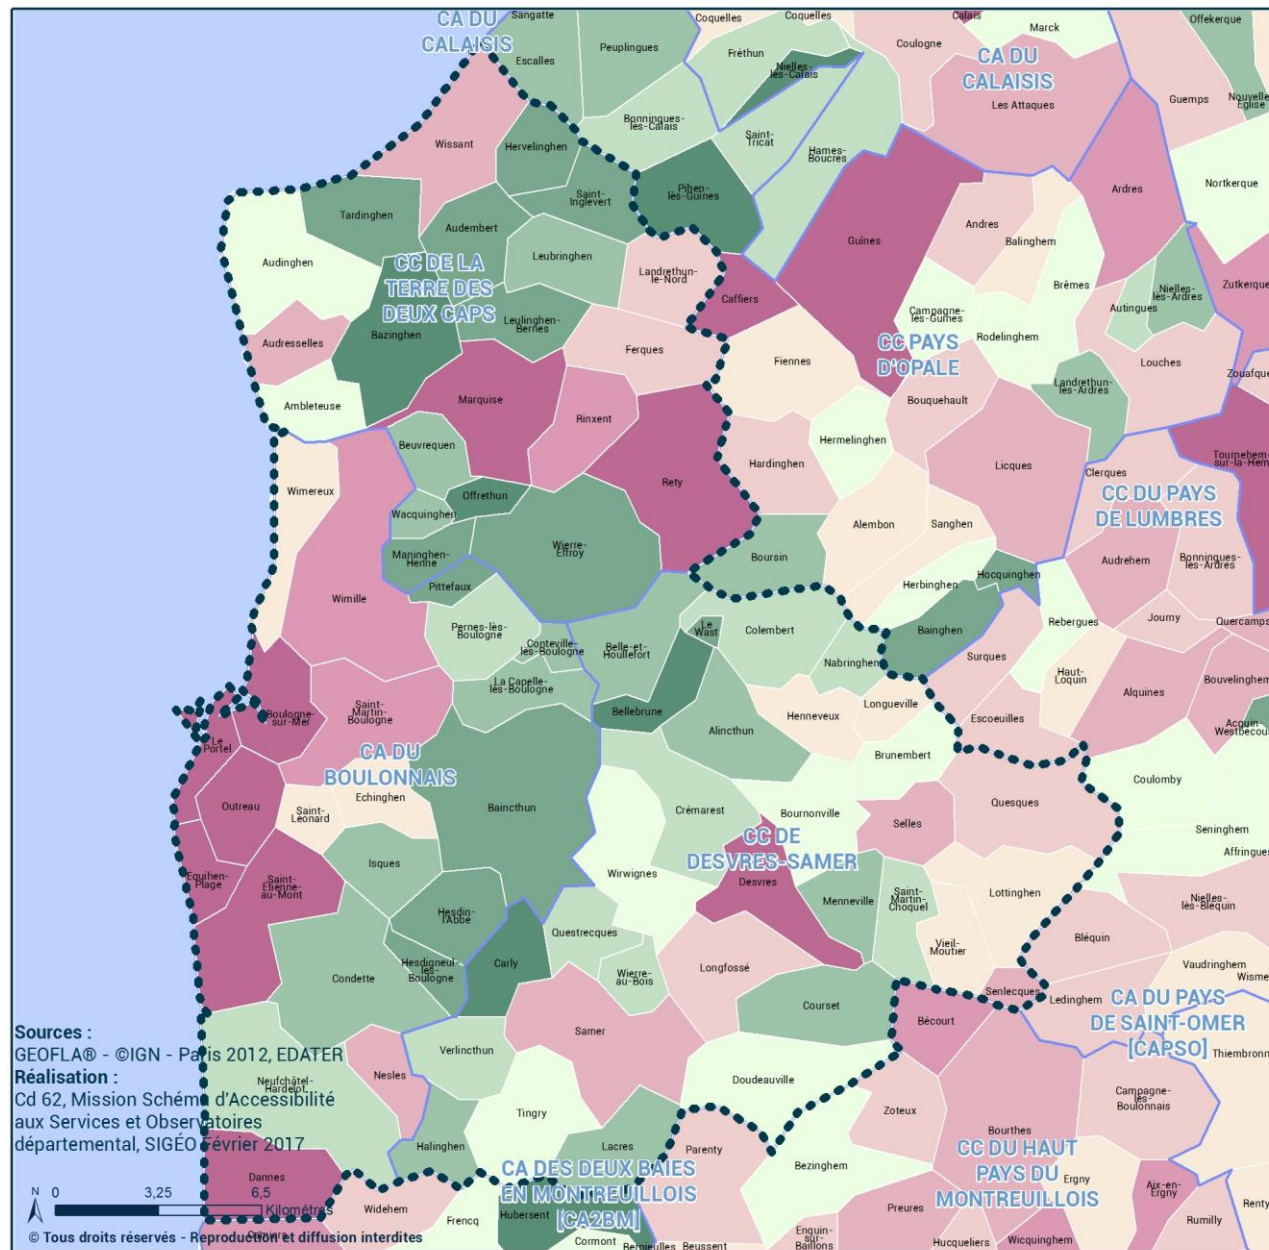 CA DU
CALAISIS
Sangatte
Escalles
Peuplingues
Coquelles
Coquelles
Fréthun
Nielles-
lès-Calais
Coulogne
Calais
Marck
CA DU
CALAISIS
Les Attaques
Offekerque
Guemps
Nouvelle-
Eglise
Wissant
Hervelinghen
Bonningues-
lès-Calais
Saint-
Tricat
Hames-
Boucres
Saint-
Inglevert
Pihen-
lès-Guînes
Ardres
Nortkerque
Tardinghen
Audembert
Guînes
Andres
Balinghem
Audinghen
CC DE LA
TERRE DES
DEUX CAPS
Leubringhen
Landrethun-
le-Nord
Caffiers
Brêmes
Nielles-
lès-Ardres
Autingues
Zutkerque
Bazinghen
Leulinghen-
Bernes
Campagne-
lès-Guînes
Rodelinghem
Audresselles
Ferques
Fiennes
CC PAYS
D'OPALE
Louches
Zouafques
Landrethun-
lès-Ardres
Ambleteuse
Marquise
Rinxent
Bouquehault
Beuvrequen
Hermelinghen
Hardinghen
Licques
Tournehem-
sur-la-Hem
Clerques
CC DU PAYS
DE LUMBRES
Wimereux
Offrethun
Rety
Wacquinghen
Alembon
Sanghen
Wierre-
Effroy
Maninghen-
Henne
Boursin
Audrehem
Bonningues-
lès-Ardres
Hocquinghen
Herbinghen
Pittefaux
Wimille
Journy
Quercamps
Rebergues
Pernes-lès-
Boulogne
Conteville-
lès-Boulogne
Belle-et-
Houllefort
Le
Wast
Colembert
Bainghen
Nabringhen
Surques
Haut-
Loquin
La Capelle-
lès-Boulogne
Bellebrune
Alquines
Bouvelinghem
Saint-
Martin-
Boulogne
Boulogne-
sur-Mer
Le
Portel
Henneveux
Longueville
Escoeuilles
Alincthun
Acquin-
Westbécourt
CA DU
BOULONNAIS
Brunembert
Coulomby
Outreau
Saint-
Léonard
Echinghen
Baincthun
Crémarest
Bournonville
Quesques
Selles
Seninghem
Affringues
CC DE
DESVRES-SAMER
Isques
Wirwignes
Equihen-
Plage
Saint-
Etienne-
au-Mont
Desvres
Menneville
Saint-
Martin-
Choquel
Lottinghen
Nielles-
lès-Bléquin
Hesdin-
l'Abbé
Questrecques
Vieil-
Moutier
Bléquin
Condette
Hesdigneul-
lès-
Boulogne
Carly
Wierre-
au-Bois
Longfossé
Vaudringhem
Wisme
Senlecques
Ledinghem
Courset
Bécourt
CA DU PAYS
DE SAINT-OMER
[CAPSO]
Samer
Verlincthun
Nesles
Thiembronne
Neufchâtel-
Hardelot
Doudeauville
Campagne-
lès-
Boulonnais
Tingry
Zoteux
Bourthes
Halinghen
Lacres
Parenty
Bezinghem
CC DU HAUT
PAYS DU
MONTREUILLOIS
Dannes
CA DES DEUX BAIES
EN MONTREUILLOIS
[CA2BM]
Ergny
Aix-en-
Ergny
Renty
Widehem
Frencq
Hubersent
Preures
Rumilly
Cormont
Bernieulles
Beussent
Enquin-
sur-
Baillons
Hucqueliers
Wicquinghem
Sources :
GEOFLA® - ©IGN - Paris 2012, EDATER
Réalisation :
Cd 62, Mission Schéma d'Accessibilité
aux Services et Observatoires
départemental, SIGÉO Février 2017
N
0 3,25 6,5
Kilomètres
© Tous droits réservés - Reproduction et diffusion interdites